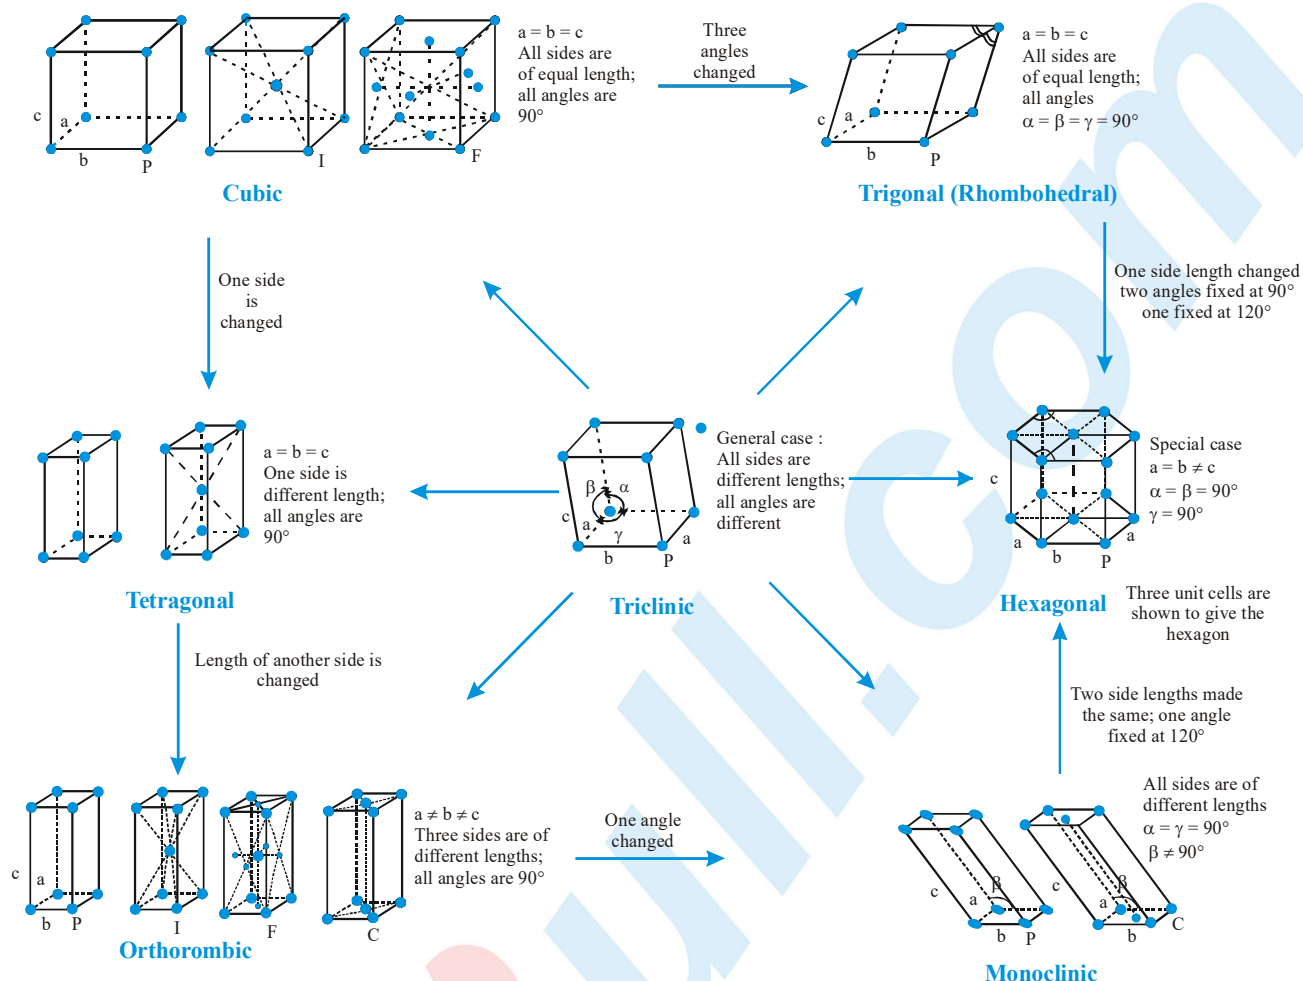 a = b = c
All sides are
of equal length;
all angles are
90°
c
a
b
P
I
F
Cubic
Three
angles
changed
a = b = c
All sides are
of equal length;
all angles
α = β = γ = 90°
c
a
b
P
Trigonal (Rhombohedral)
One side
is
changed
One side length changed
two angles fixed at 90°
one fixed at 120°
a = b = c
One side is
different length;
all angles are
90°
Tetragonal
General case :
All sides are
different lengths;
all angles are
different
β
α
c
a
γ
a
b
P
Triclinic
Special case
a = b ≠ c
α = β = 90°
γ = 90°
c
a
b
a
P
Hexagonal
Three unit cells are
shown to give the
hexagon
Length of another side is
changed
Two side lengths made
the same; one angle
fixed at 120°
a ≠ b ≠ c
Three sides are of
different lengths;
all angles are 90°
c
a
b
P
I
F
C
Orthorombic
One angle
changed
All sides are of
different lengths
α = γ = 90°
β ≠ 90°
c
β
a
b
P
c
β
a
b
C
Monoclinic
ull.com